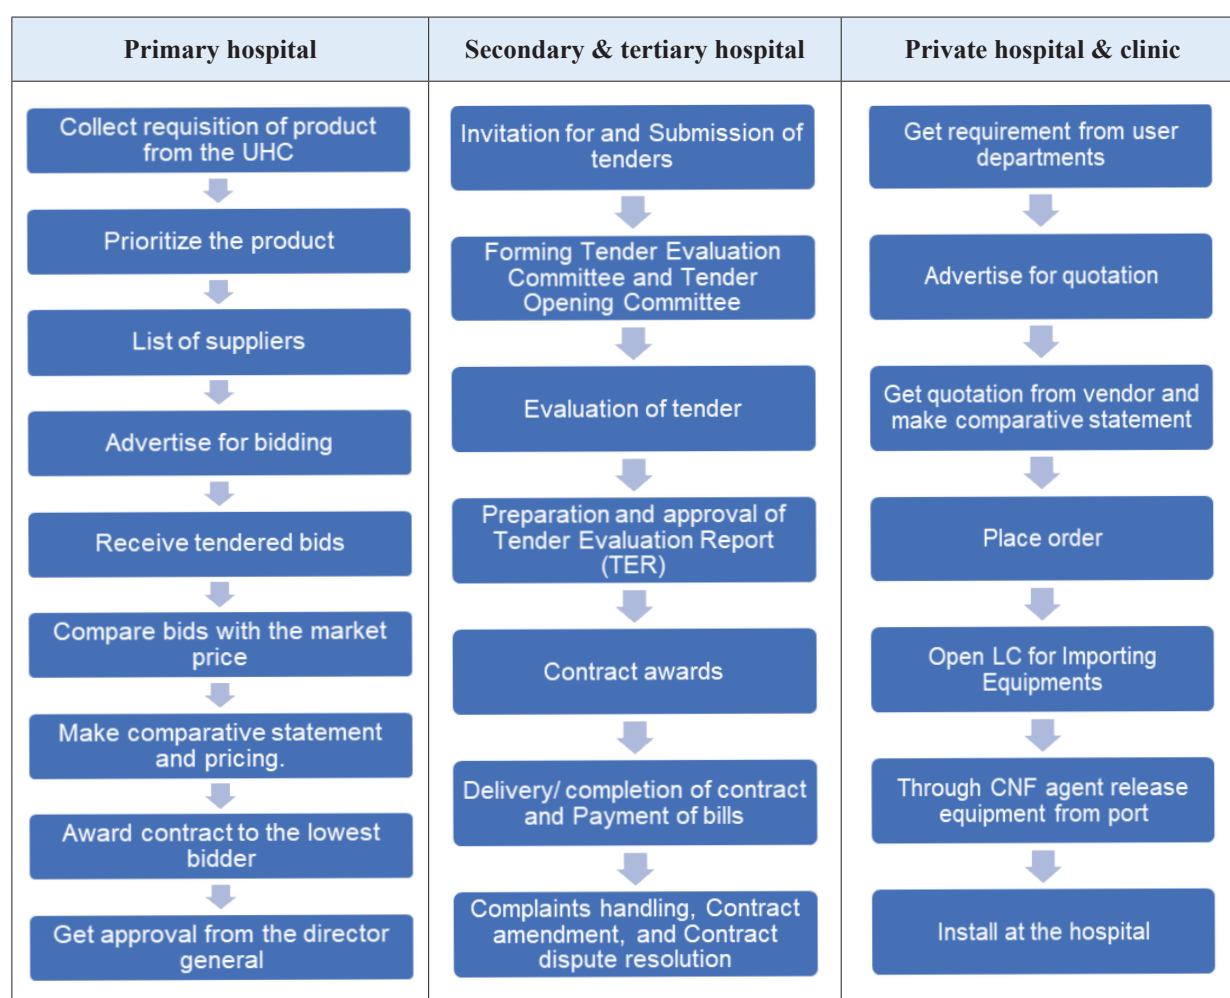 Primary hospital
Collect requisition of product
from the UHC
Prioritize the product
List of suppliers
Advertise for bidding
Receive tendered bids
Compare bids with the market
price
Make comparative statement
and pricing.
Award contract to the lowest
bidder
Get approval from the director
general
Secondary & tertiary hospital
Invitation for and Submission of
tenders
Forming Tender Evaluation
Committee and Tender
Opening Committee
Evaluation of tender
Preparation and approval of
Tender Evaluation Report
(TER)
Contract awards
Delivery/ completion of contract
and Payment of bills
Complaints handling, Contract
amendment, and Contract
dispute resolution
Private hospital & clinic
Get requirement from user
departments
Advertise for quotation
Get quotation from vendor and
make comparative statement
Place order
Open LC for Importing
Equipments
Through CNF agent release
equipment from port
Install at the hospital